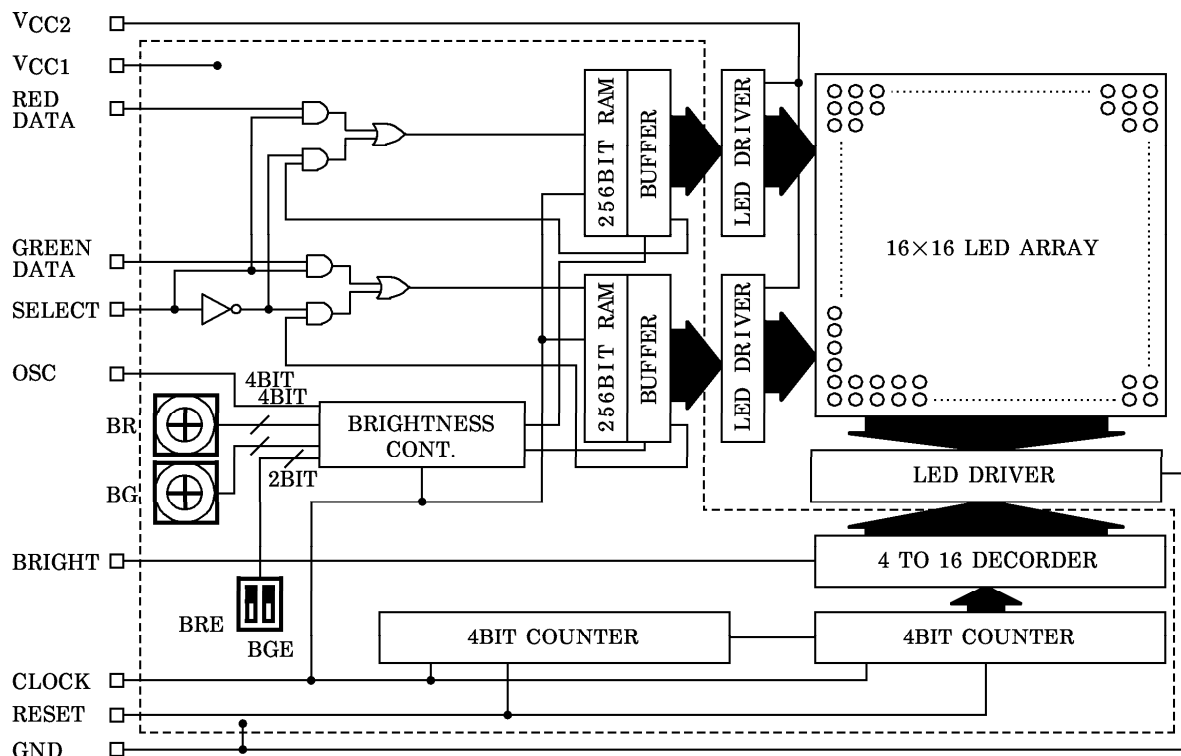 VCC2
VCC1
RED
DATA
GREEN
DATA
SELECT
OSC
4BIT
4BIT
BR
BG
2BIT
BRIGHTNESS
CONT.
256BIT RAM
BUFFER
LED DRIVER
256BIT RAM
BUFFER
LED DRIVER
16×16 LED ARRAY
LED DRIVER
BRIGHT
4 TO 16 DECORDER
BRE
BGE
4BIT COUNTER
4BIT COUNTER
CLOCK
RESET
GND